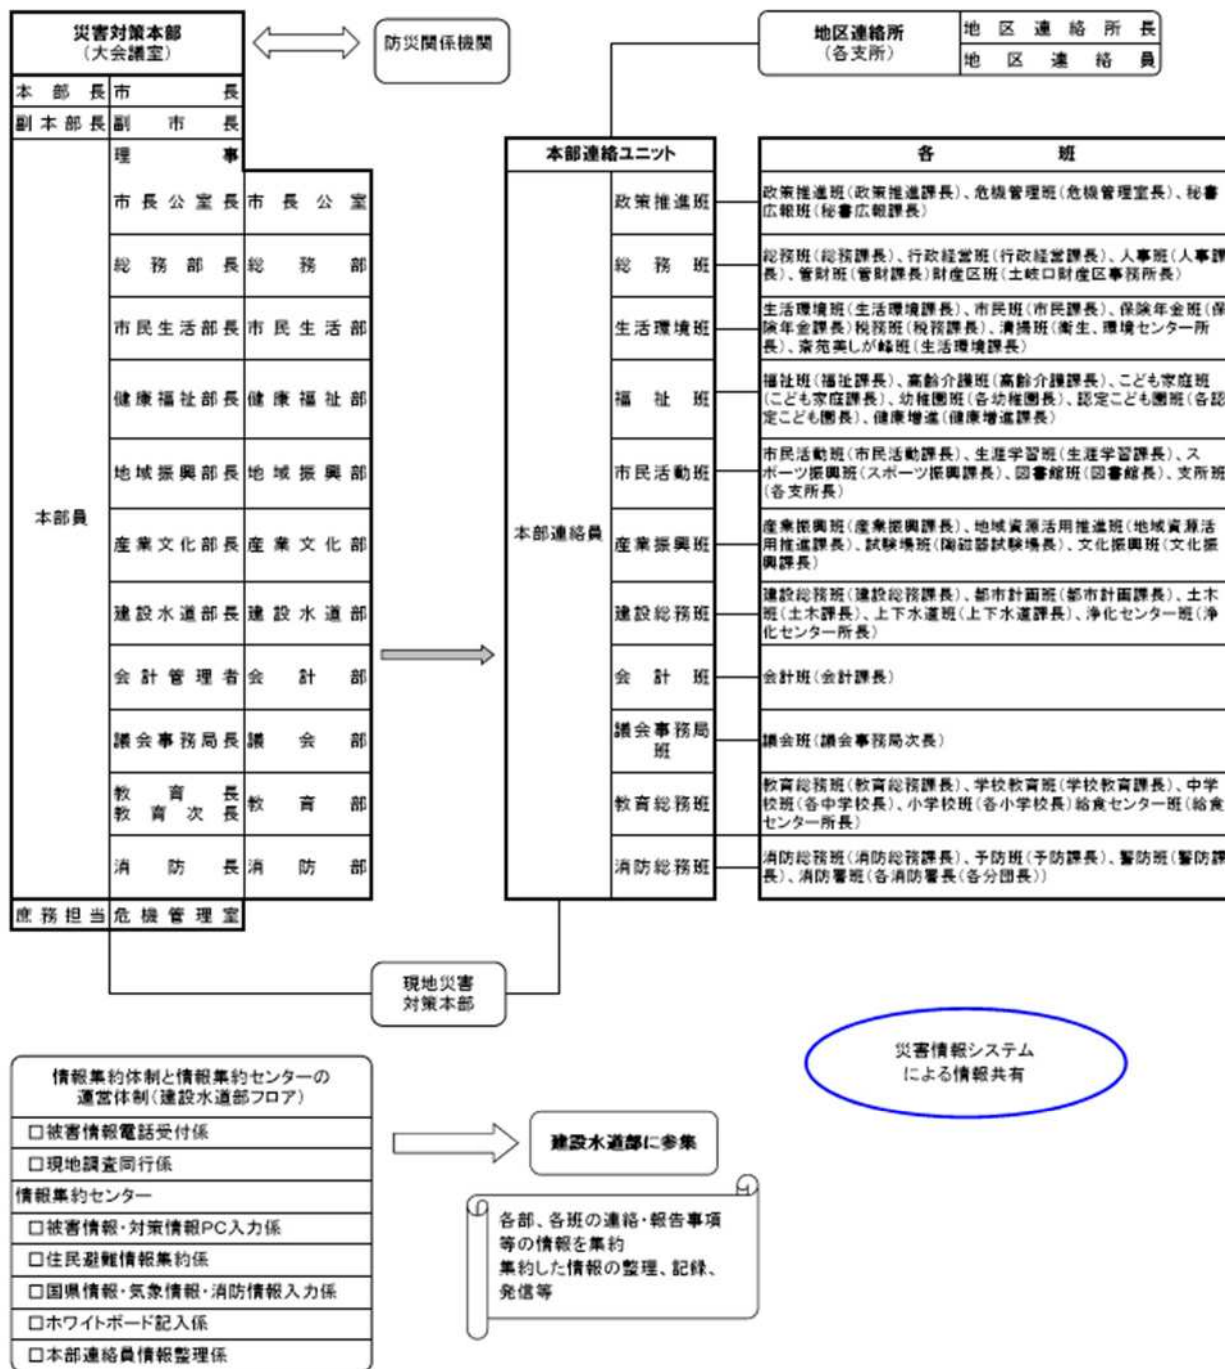 災害対策本部
(大会議室)
防災関係機関
地区連絡所
(各支所)
地区連絡所長
地区連絡員
本部長 市長
副本部長 副市長
理事
本部員
市長公室長 市長公室
総務部長 総務部
市民生活部長 市民生活部
健康福祉部長 健康福祉部
地域振興部長 地域振興部
産業文化部長 産業文化部
建設水道部長 建設水道部
会計管理者 会計部
議会事務局長 議会部
教育長
教育次長
教育部
消防長 消防部
庶務担当 危機管理室
本部連絡ユニット
本部連絡員
各班
政策推進班
政策推進班(政策推進課長)、危機管理班(危機管理室長)、秘書
広報班(秘書広報課長)
総務班
総務班(総務課長)、行政経営班(行政経営課長)、人事班(人事課
長)、管財班(管財課長)財産区班(土岐口財産区事務所長)
生活環境班
生活環境班(生活環境課長)、市民班(市民課長)、保険年金班(保
険年金課長)税務班(税務課長)、清掃班(衛生、環境センター所
長)、斎苑美しが峰班(生活環境課長)
福祉班
福祉班(福祉課長)、高齢介護班(高齢介護課長)、こども家庭班
(こども家庭課長)、幼稚園班(各幼稚園長)、認定こども園班(各認
定こども園長)、健康増進(健康増進課長)
市民活動班
市民活動班(市民活動課長)、生涯学習班(生涯学習課長)、ス
ポーツ振興班(スポーツ振興課長)、図書館班(図書館長)、支所班
(各支所長)
産業振興班
産業振興班(産業振興課長)、地域資源活用推進班(地域資源活
用推進課長)、試験場班(陶磁器試験場長)、文化振興班(文化振
興課長)
建設総務班
建設総務班(建設総務課長)、都市計画班(都市計画課長)、土木
班(土木課長)、上下水道班(上下水道課長)、浄化センター班(浄
化センター所長)
会計班
会計班(会計課長)
議会事務局
班
議会班(議会事務局次長)
教育総務班
教育総務班(教育総務課長)、学校教育班(学校教育課長)、中学
校班(各中学校長)、小学校班(各小学校長)給食センター班(給食
センター所長)
消防総務班
消防総務班(消防総務課長)、予防班(予防課長)、警防班(警防課
長)、消防署班(各消防署長(各分団長))
現地災害
対策本部
災害情報システム
による情報共有
情報集約体制と情報集約センターの
運営体制(建設水道部フロア)
□被害情報電話受付係
□現地調査同行係
情報集約センター
□被害情報・対策情報PC入力係
□住民避難情報集約係
□国県情報・気象情報・消防情報入力係
□ホワイトボード記入係
□本部連絡員情報整理係
建設水道部に参集
各部、各班の連絡・報告事項
等の情報を集約
集約した情報の整理、記録、
発信等